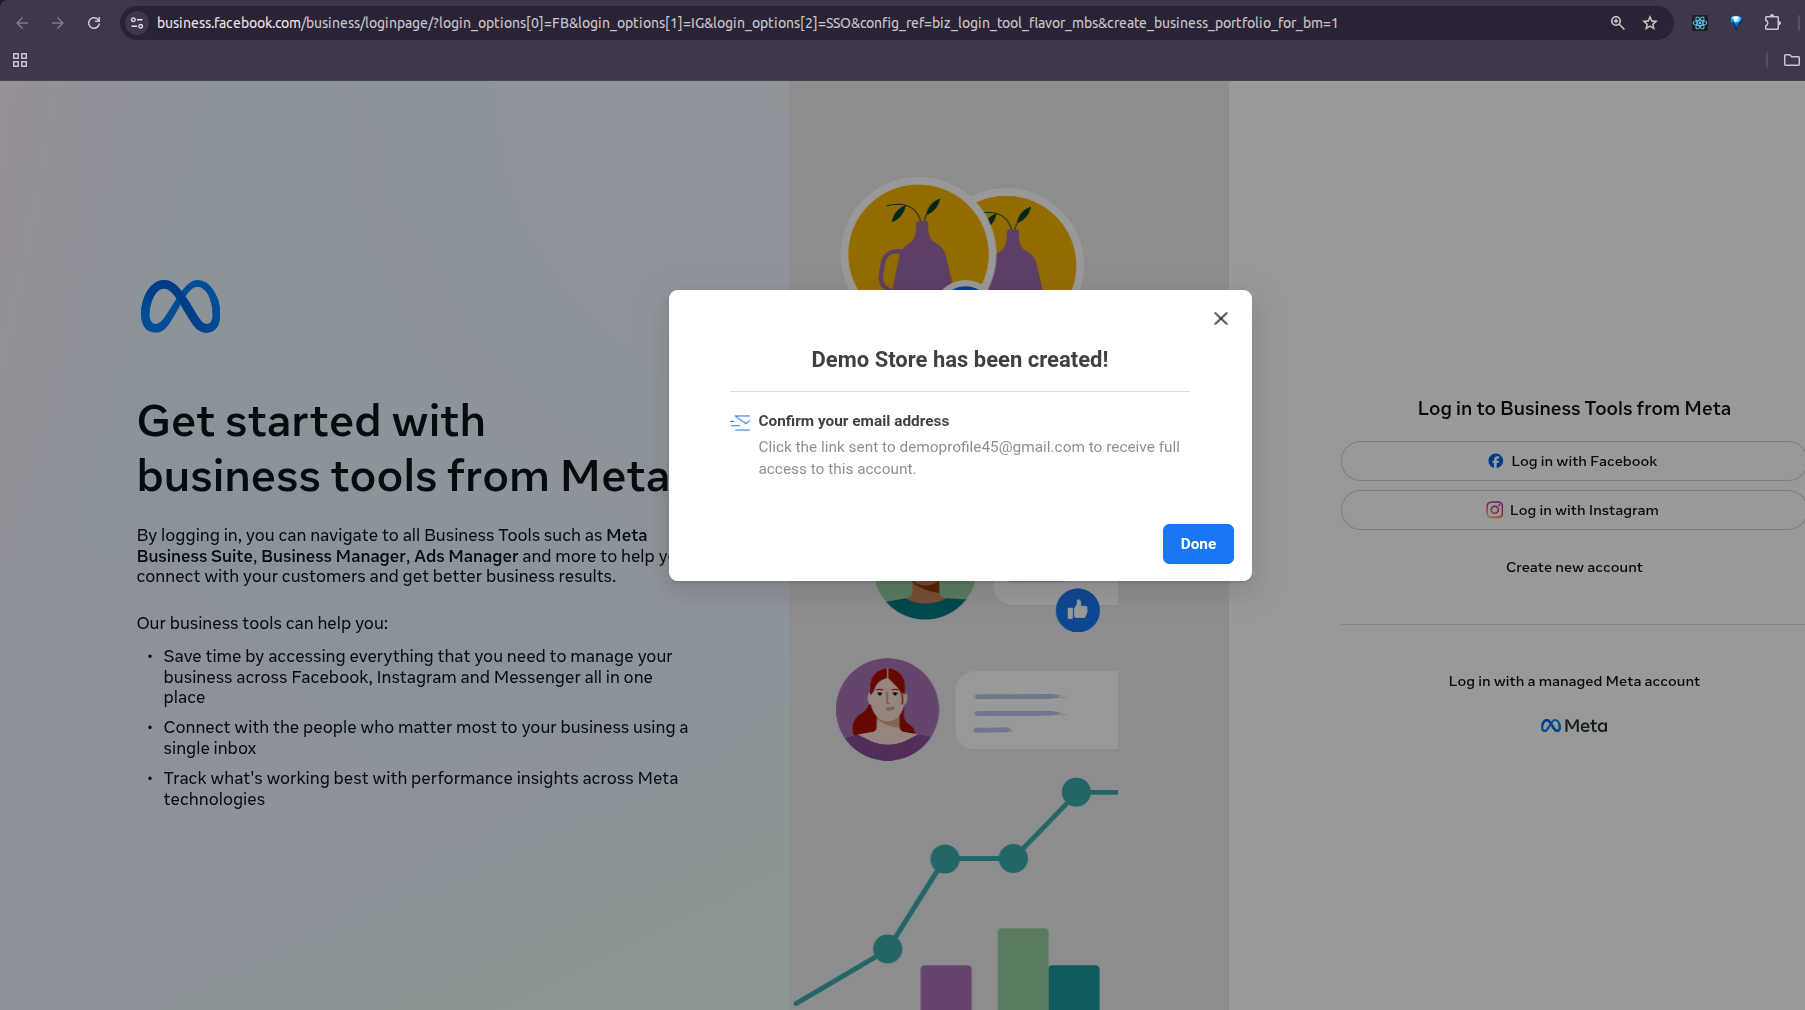 business.facebook.com/business/loginpage/?login_options[0]=FB&login_options[1]=IG&login_options[2]=SSO&config_ref=biz_login_tool_flavor_mbs&create_business_portfolio_for_bm=1
Get started with
business tools from Meta
By logging in, you can navigate to all Business Tools such as Meta
Business Suite, Business Manager, Ads Manager and more to help
connect with your customers and get better business results.
Our business tools can help you:
• Save time by accessing everything that you need to manage your
business across Facebook, Instagram and Messenger all in one
place
• Connect with the people who matter most to your business using a
single inbox
• Track what's working best with performance insights across Meta
technologies
Demo Store has been created!
Confirm your email address
Click the link sent to demoprofile45@gmail.com to receive full
access to this account.
Done
Log in to Business Tools from Meta
Log in with Facebook
Log in with Instagram
Create new account
Log in with a managed Meta account
Meta